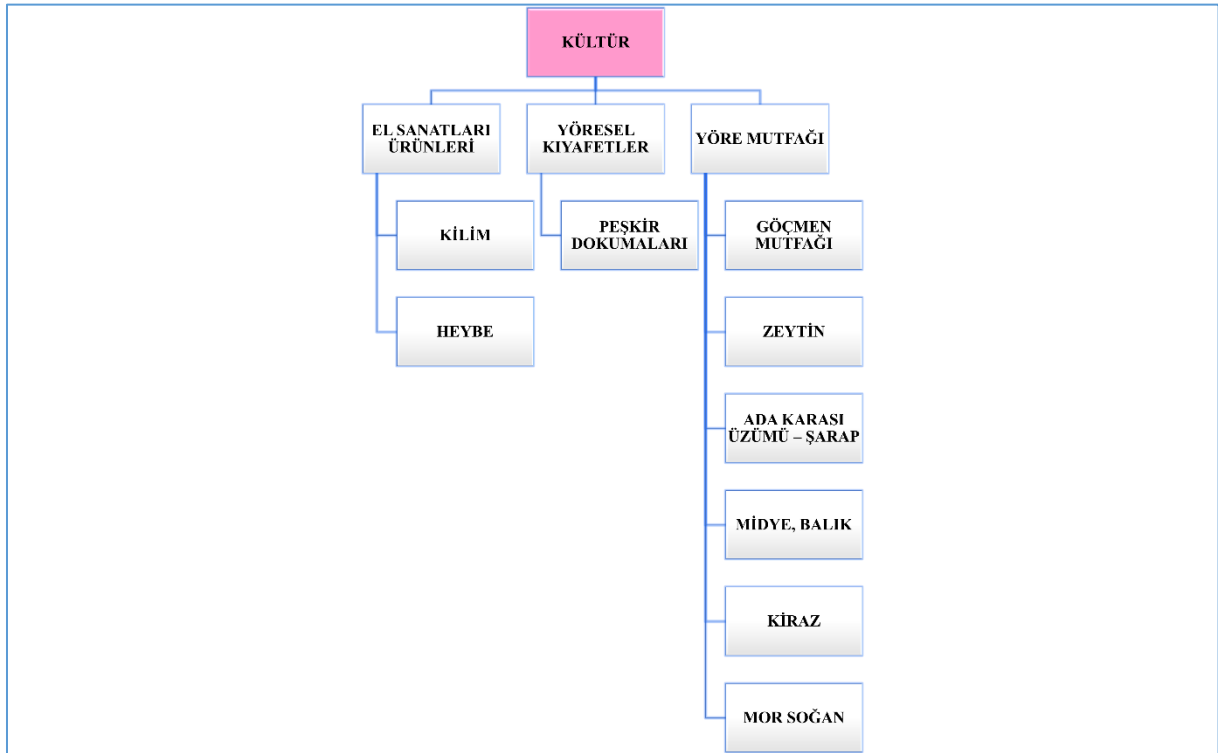 KÜLTÜR
EL SANATLARI
ÜRÜNLERİ
KİLİM
HEYBE
YÖRESEL
KIYAFETLER
PEŞKİR
DOKUMALARI
YÖRE MUTFAĞI
GÖÇMEN
MUTFAĞI
ZEYTİN
ADA KARASI
ÜZÜMÜ – ŞARAP
MİDYE, BALIK
KİRAZ
MOR SOĞAN